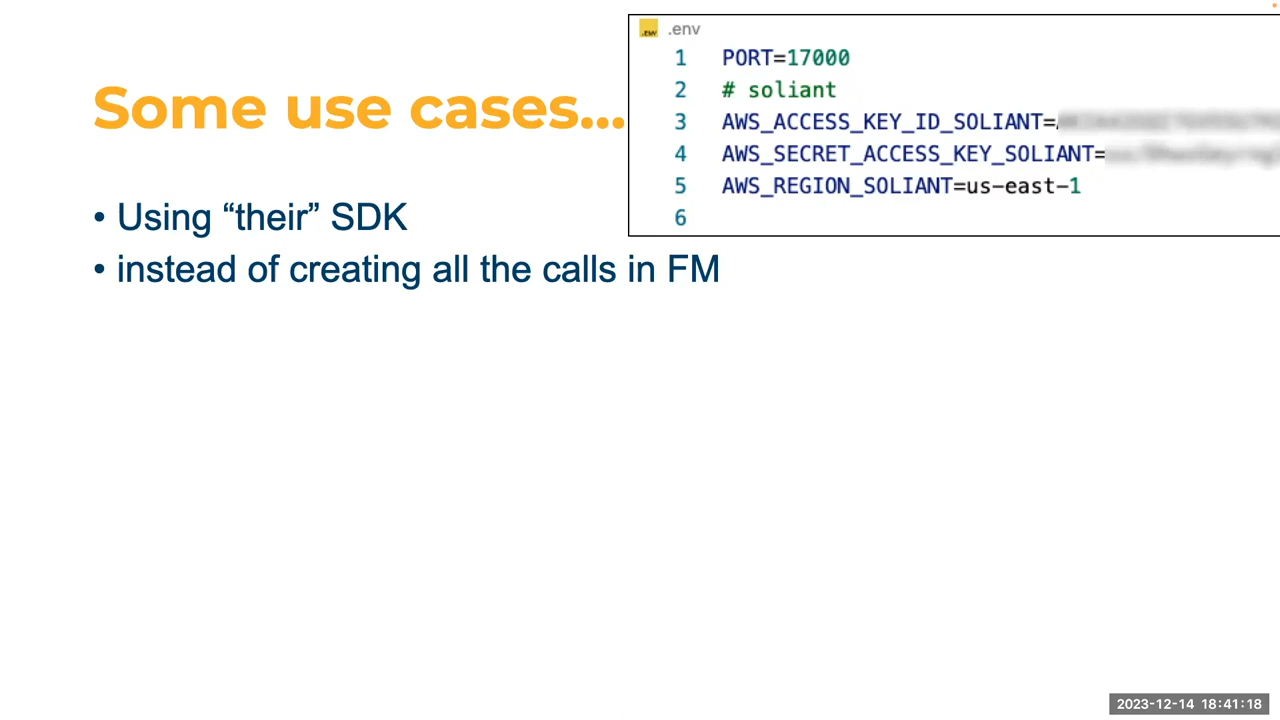 .env
1 PORT=17000
2 # soliant
3 AWS_ACCESS_KEY_ID_SOLIANT=
4 AWS_SECRET_ACCESS_KEY_SOLIANT=
5 AWS_REGION_SOLIANT=us-east-1
6
Some use cases...
• Using “their” SDK
• instead of creating all the calls in FM
2023-12-14 18:41:18